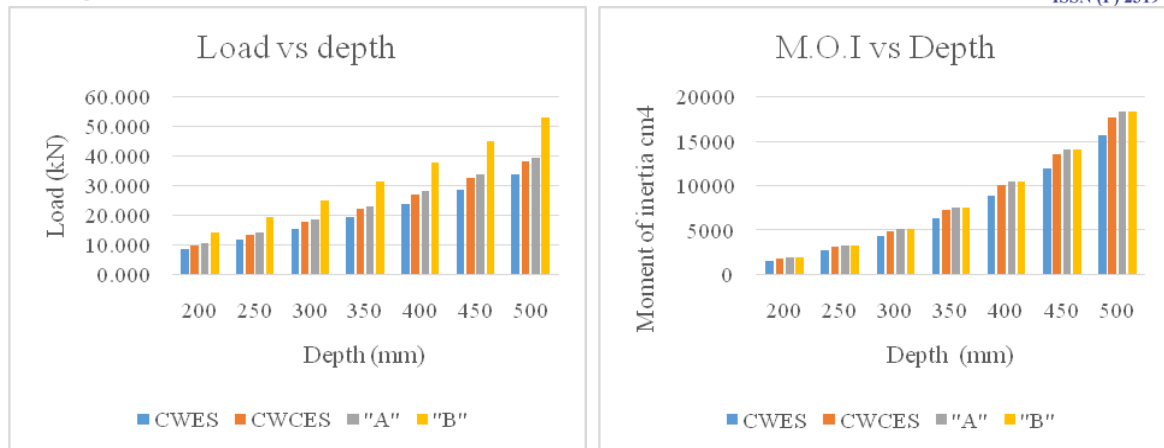 ISSN (P) 2319
Load vs depth
Load (kN)
60.000
50.000
40.000
30.000
20.000
10.000
0.000
200 250 300 350 400 450 500
Depth (mm)
CWES CWCES "A" "B"
M.O.I vs Depth
Moment of inertia cm4
20000
15000
10000
5000
0
200 250 300 350 400 450 500
Depth (mm)
CWES CWCES "A" "B"